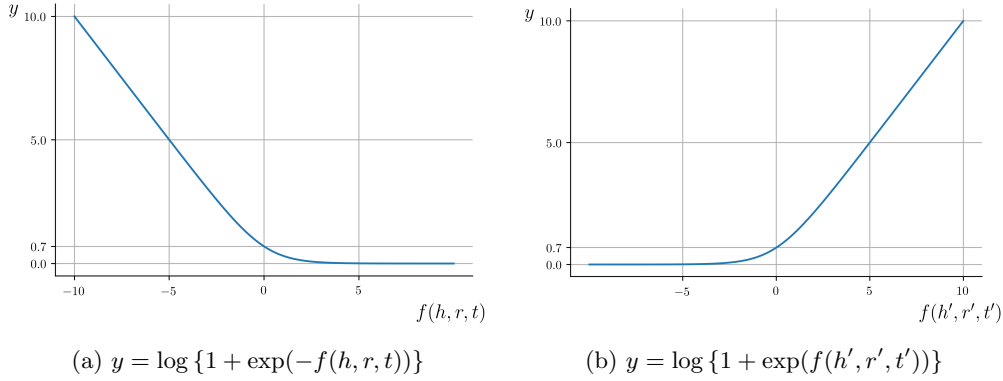 y
10.0
5.0
0.7
0.0
−10
−5
0
5
f(h, r, t)
(a) y = log {1 + exp(−f(h, r, t))}
y
10.0
5.0
0.7
0.0
−5
0
5
10
f(h′, r′, t′)
(b) y = log {1 + exp(f(h′, r′, t′))}